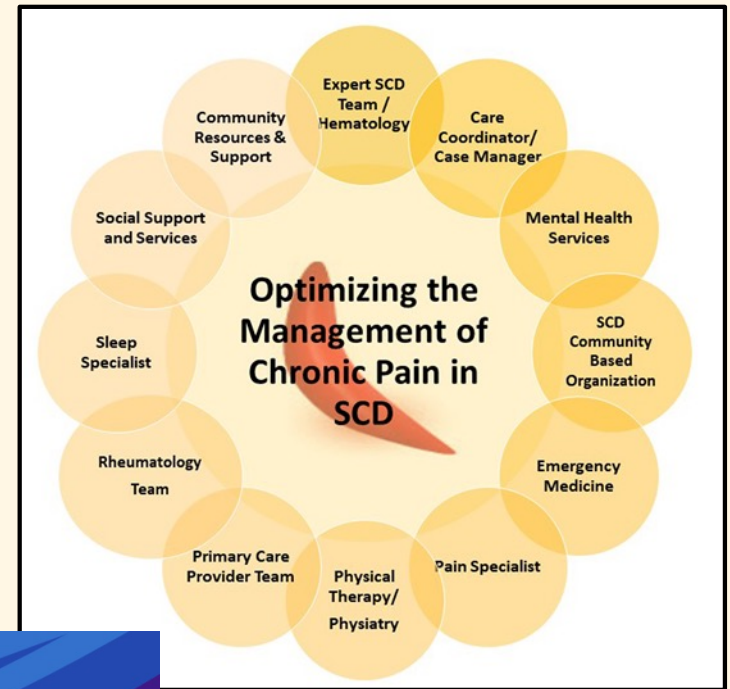 Expert SCD
Team /
Hematology
Care
Coordinator/
Case Manager
Mental Health
Services
SCD
Community
Based
Organization
Emergency
Medicine
Pain Specialist
Physical
Therapy/
Physiatry
Primary Care
Provider Team
Rheumatology
Team
Sleep
Specialist
Social Support
and Services
Community
Resources &
Support
Optimizing the
Management of
Chronic Pain in
SCD